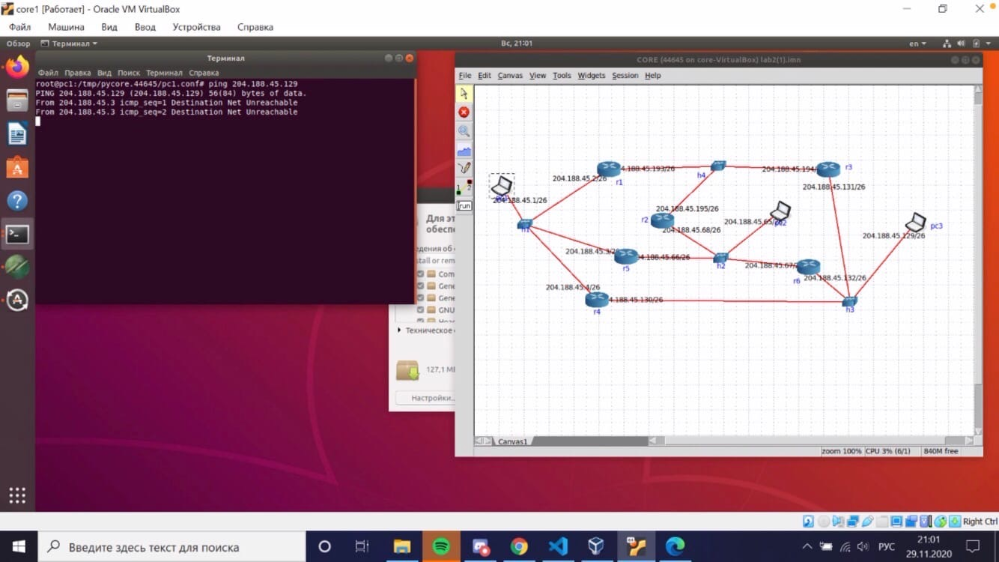 core1 [Работает] - Oracle VM VirtualBox
Файл Машина Вид Ввод Устройства Справка
Обзор Терминал Вс, 21:01 en
Терминал
Файл Правка Вид Поиск Терминал Справка
root@pc1:/tmp/pycore.44645/pc1.conf# ping 204.188.45.129
PING 204.188.45.129 (204.188.45.129) 56(84) bytes of data.
From 204.188.45.3 icmp_seq=1 Destination Net Unreachable
From 204.188.45.3 icmp_seq=2 Destination Net Unreachable
CORE (44645 on core-VirtualBox) lab2(1).imn
File Edit Canvas View Tools Widgets Session Help
run
4.188.45.193/26
h4
204.188.45.194/
r3
204.188.45.2/26
r1
204.188.45.131/26
204.188.45.1/26
204.188.45.195/26
r2
204.188.45.65/
pc2
pc3
h1
204.188.45.68/26
204.188.45.129/26
204.188.45.3/26
r5
4.188.45.66/26
h2
204.188.45.67/
r6
204.188.45.132/26
204.188.45.4/26
r4
4.188.45.130/26
h3
Canvas1
zoom 100% CPU 3% (6/1) 840M free
Для эт
обеспе
едения об
tall or rem
Com
Gene
Gene
GNU
Техническое
127,1 МБ
Настройки..
Right Ctrl
Введите здесь текст для поиска
РУС
21:01
29.11.2020